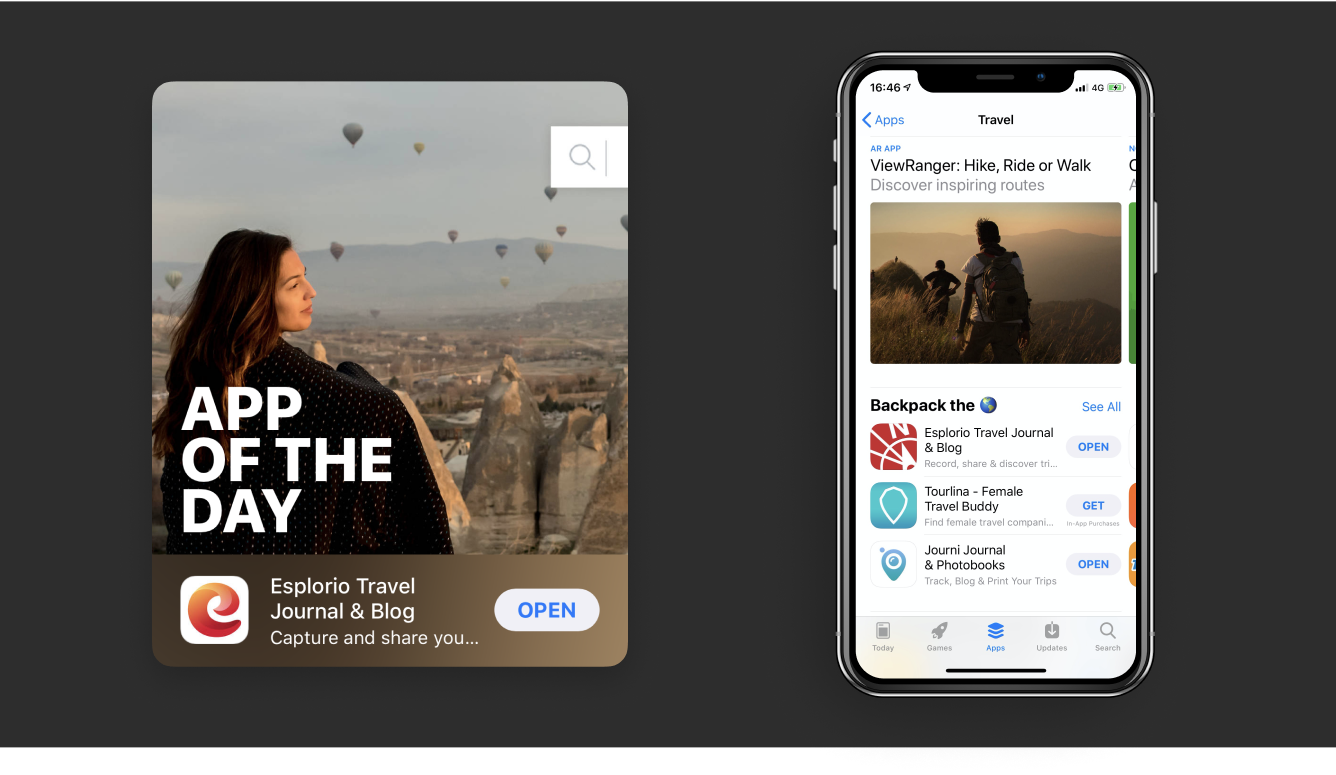 APP
OF THE
DAY
Esplorio Travel
Journal & Blog
Capture and share you...
OPEN
16:46
4G
Apps
Travel
AR APP
ViewRanger: Hike, Ride or Walk
Discover inspiring routes
Backpack the
See All
Esplorio Travel Journal
& Blog
Record, share & discover tri...
OPEN
Tourlina - Female
Travel Buddy
Find female travel compani...
GET
In-App Purchases
Journi Journal
& Photobooks
Track, Blog & Print Your Trips
OPEN
Today
Games
Apps
Updates
Search